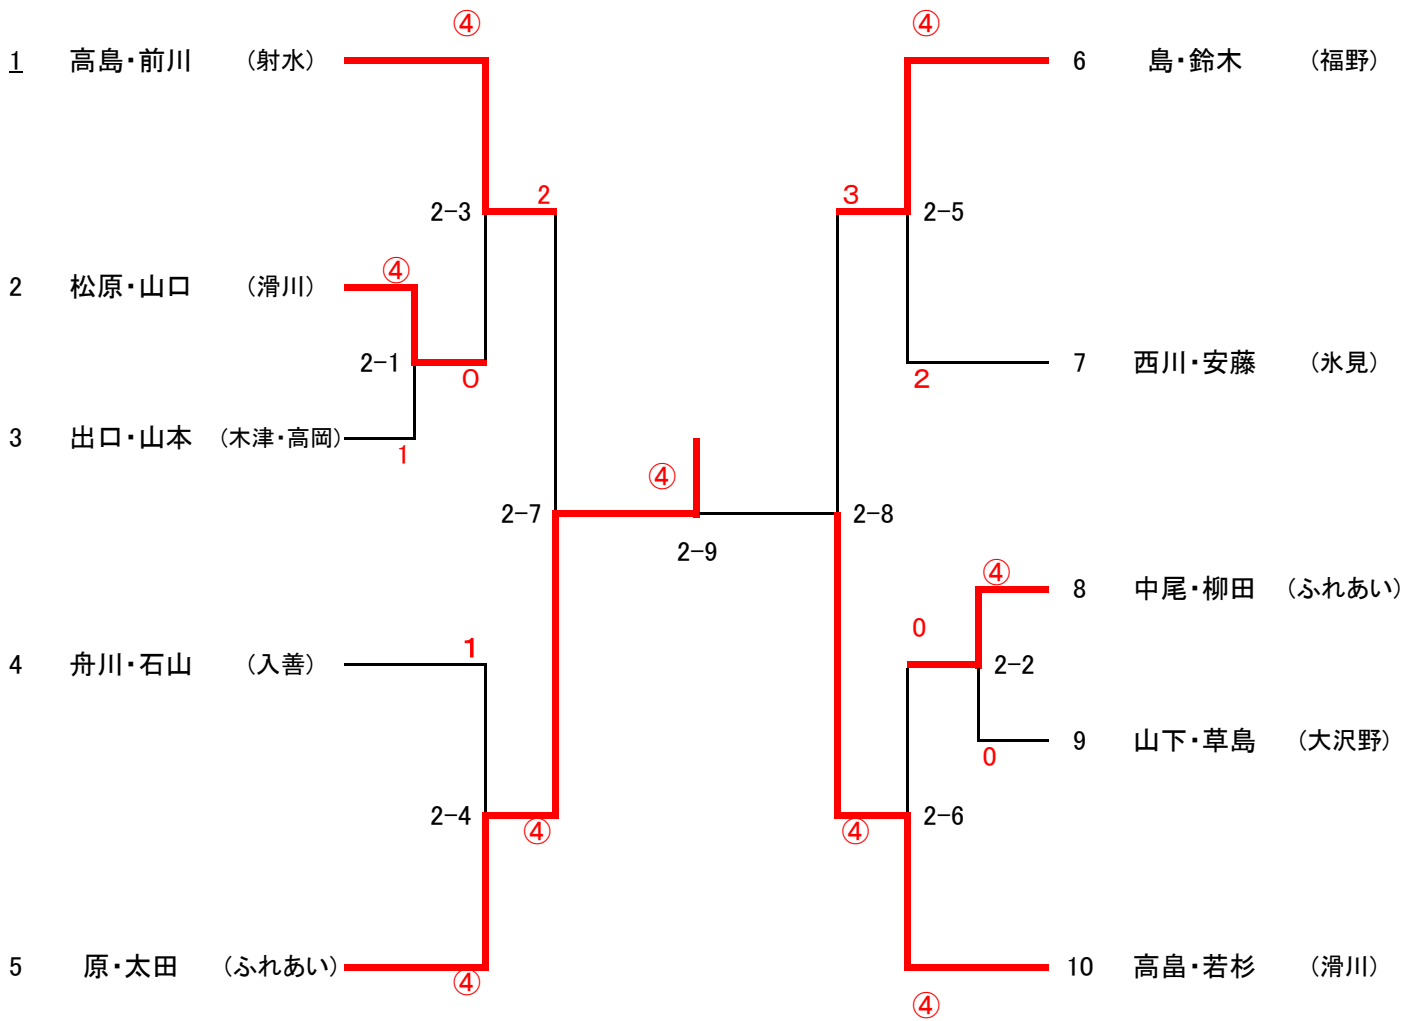 ④ ④
1 高島・前川 （射水） 6 島・鈴木 （福野）
2 3
2-3 2-5
2 松原・山口 （滑川） ④
2-1 0 2 7 西川・安藤 （氷見）
3 出口・山本 （木津・高岡） 1
④
2-7 2-8
2-9
④ 8 中尾・柳田 （ふれあい）
0
4 舟川・石山 （入善） 1 2-2
0 9 山下・草島 （大沢野）
2-4 ④ ④ 2-6
5 原・太田 （ふれあい） ④ 10 高畠・若杉 （滑川）
④